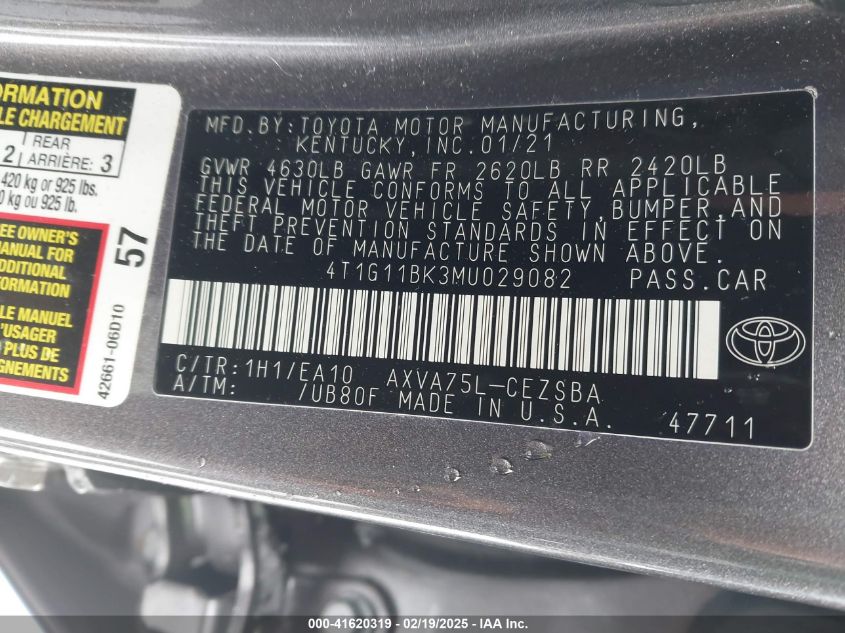 ORMATION
LE CHARGEMENT
2 REAR
ARRIÈRE: 3
420 kg or 925 lbs.
0 kg ou 925 lb.
EE OWNER'S
MANUAL FOR
ADDITIONAL
FORMATION
LE MANUEL
'USAGER
PLUS DE
57
42661-06D10
MFD.BY:TOYOTA MOTOR MANUFACTURING,
KENTUCKY,INC.01/21
GVWR 4630LB GAWR FR 2620LB RR 2420LB
THIS VEHICLE CONFORMS TO ALL APPLICABLE
FEDERAL MOTOR VEHICLE SAFETY,BUMPER,AND
THEFT PREVENTION STANDARDS IN EFFECT ON
THE DATE OF MANUFACTURE SHOWN ABOVE.
4T1G11BK3MU029082 PASS.CAR
C/TR:1H1/EA10 AXVA75L-CEZSBA
A/TM: /UB80F MADE IN U.S.A.
47711
000-41620319 - 02/19/2025 - IAA Inc.